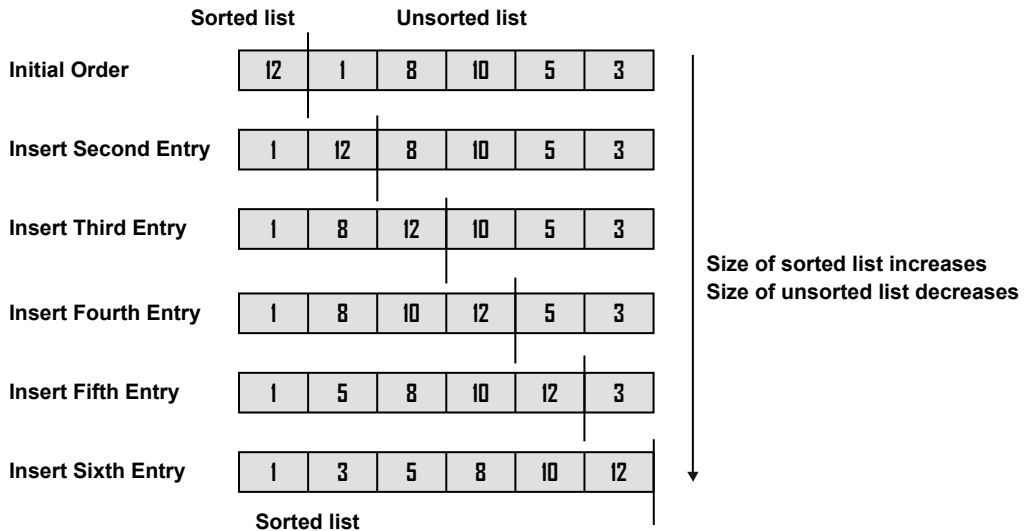 Sorted list Unsorted list
Initial Order 12 1 8 10 5 3
Insert Second Entry 1 12 8 10 5 3
Insert Third Entry 1 8 12 10 5 3
Size of sorted list increases
Size of unsorted list decreases
Insert Fourth Entry 1 8 10 12 5 3
Insert Fifth Entry 1 5 8 10 12 3
Insert Sixth Entry 1 3 5 8 10 12
Sorted list